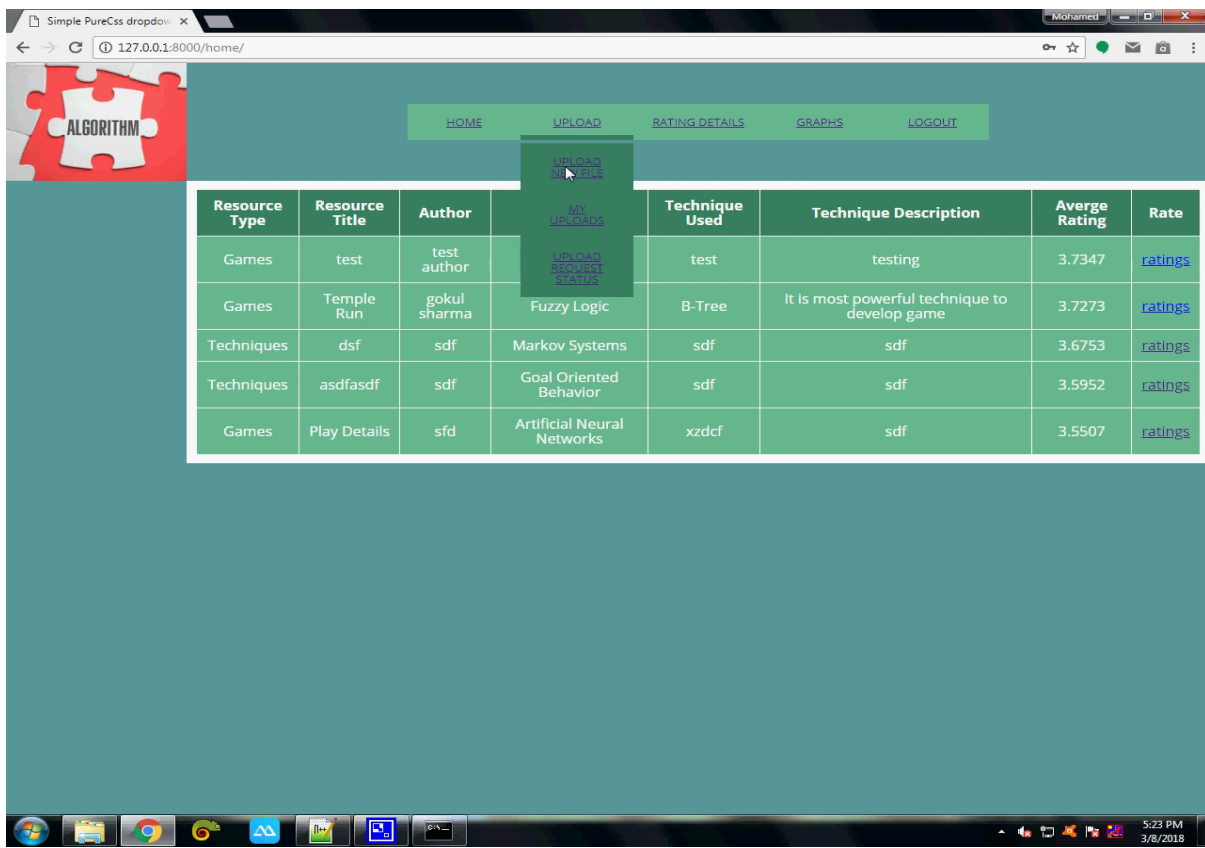 Simple PureCss dropdow
Mohamed
127.0.0.1:8000/home/
ALGORITHM
HOME UPLOAD RATING DETAILS GRAPHS LOGOUT
UPLOAD
NEW FILE
MY
UPLOADS
UPLOAD
REQUEST
STATUS
Resource Type Resource Title Author Technique Used Technique Description Averge Rating Rate
Games test test author test testing 3.7347 ratings
Games Temple Run gokul sharma Fuzzy Logic B-Tree It is most powerful technique to develop game 3.7273 ratings
Techniques dsf sdf Markov Systems sdf sdf 3.6753 ratings
Techniques asdfasdf sdf Goal Oriented Behavior sdf sdf 3.5952 ratings
Games Play Details sfd Artificial Neural Networks xzdcf sdf 3.5507 ratings
5:23 PM
3/8/2018